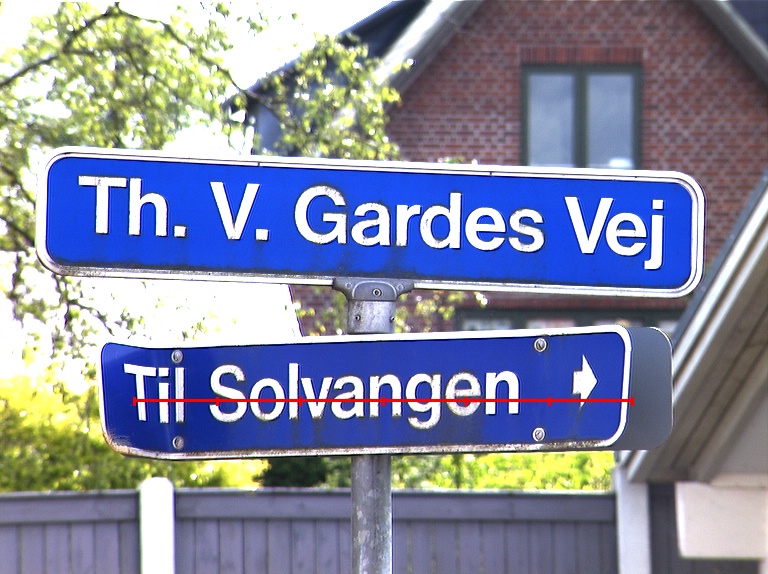 Th. V. Gardes Vej
Til Solvangen